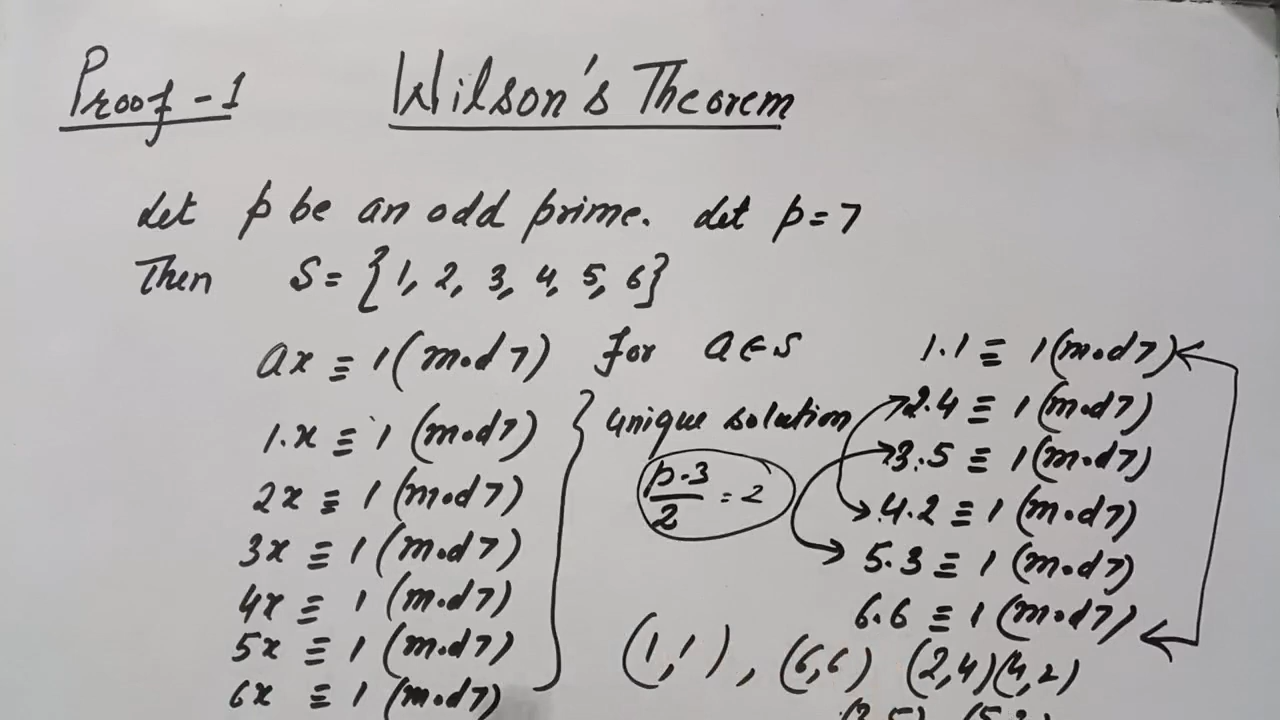 Proof-1 Wilson's Theorem
Let p be an odd prime. Let p=7
Then S={1, 2, 3, 4, 5, 6}
ax ≡ 1(mod 7) for a∈S
1.x ≡ 1 (mod 7)
2x ≡ 1 (mod 7)
3x ≡ 1 (mod 7)
4x ≡ 1 (mod 7)
5x ≡ 1 (mod 7)
6x ≡ 1 (mod 7)
unique solution
p-3/2 = 2
1.1 ≡ 1(mod 7)
2.4 ≡ 1 (mod 7)
3.5 ≡ 1(mod 7)
4.2 ≡ 1 (mod 7)
5.3 ≡ 1 (mod 7)
6.6 ≡ 1 (mod 7)
(1,1), (6,6) (2,4)(4,2)